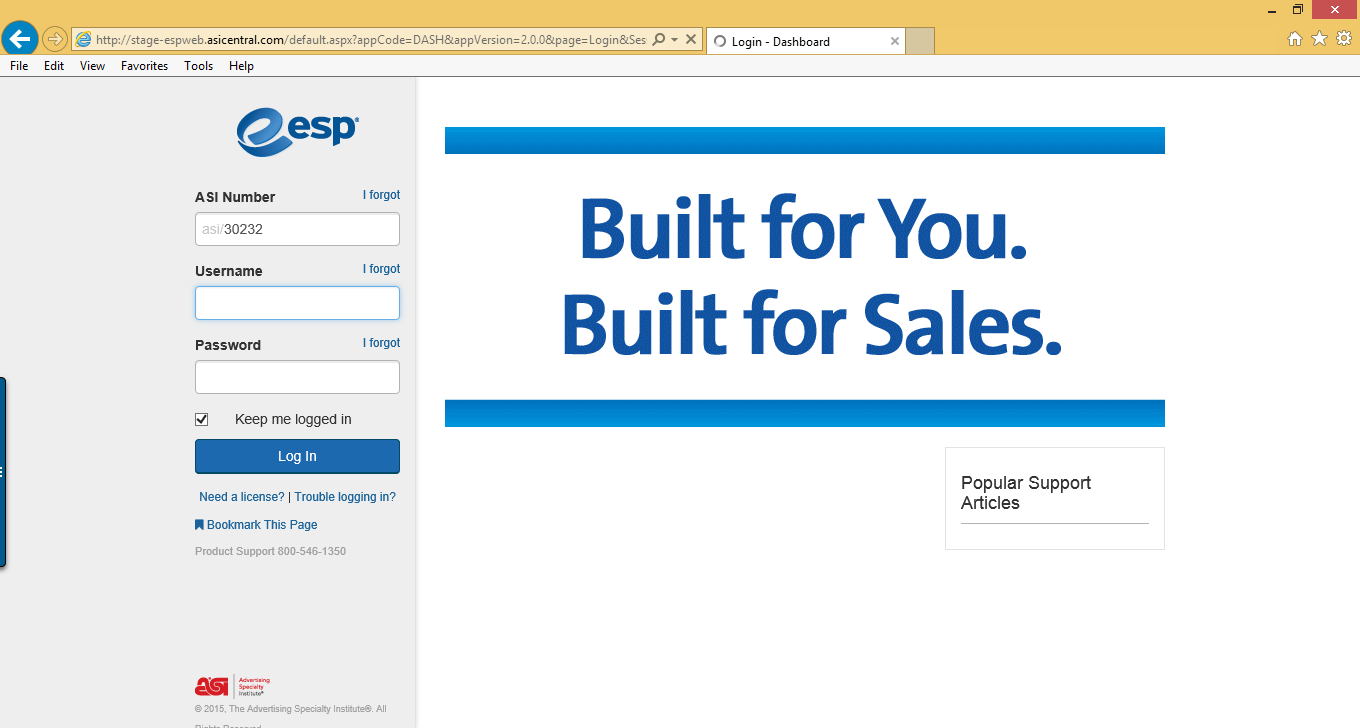 http://stage-espweb.asicentral.com/default.aspx?appCode=DASH&appVersion=2.0.0&page=Login&Ses
Login - Dashboard
File Edit View Favorites Tools Help
esp
ASI Number I forgot
asi/30232
Username I forgot
Password I forgot
Keep me logged in
Log In
Need a license? | Trouble logging in?
Bookmark This Page
Product Support 800-546-1350
asi Advertising
Specialty
Institute®
© 2015, The Advertising Specialty Institute®. All
Rights Reserved.
Built for You.
Built for Sales.
Popular Support
Articles